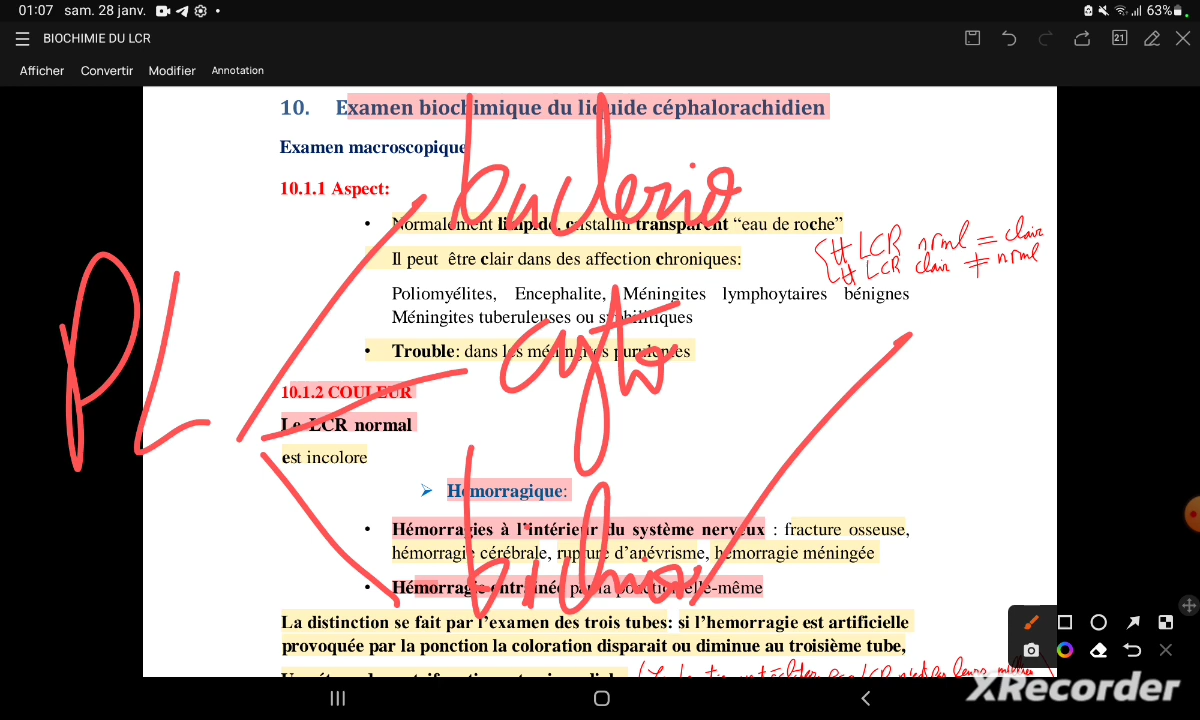 01:07 sam. 28 janv.
63%
BIOCHIMIE DU LCR
21
Afficher Convertir Modifier Annotation
10. Examen biochimique du liquide céphalorachidien
Examen macroscopique
10.1.1 Aspect:
• Normalement limpide, cristallin transparent “eau de roche”
Il peut être clair dans des affection chroniques:
Poliomyélites, Encephalite, Méningites lymphoytaires bénignes
Méningites tuberuleuses ou syphilitiques
• Trouble: dans les méningites purulentes
LCR nrml = clair
LCR clair ≠ nrml
PL
cyto
10.1.2 COULEUR
Le LCR normal
est incolore
➢ Hémorragique:
• Hémorragies à l’intérieur du système nerveux : fracture osseuse,
hémorragie cérébrale, rupture d’anévrisme, hémorragie méningée
• Hémorragie entrainée par la ponction elle-même
La distinction se fait par l’examen des trois tubes: si l’hemorragie est artificielle
provoquée par la ponction la coloration disparait ou diminue au troisième tube,
XRecorder